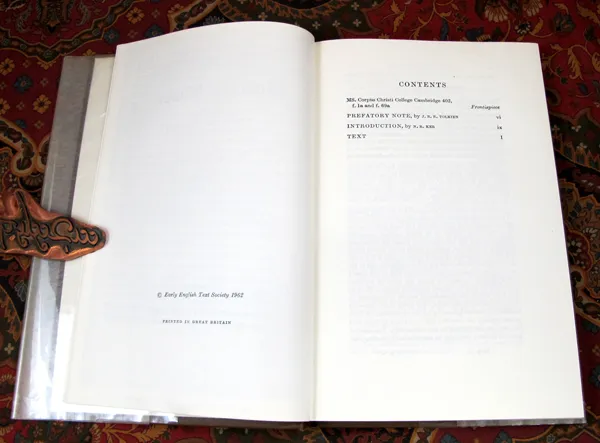 © Early English Text Society 1962
PRINTED IN GREAT BRITAIN
CONTENTS
MS. Corpus Christi College Cambridge 402,
f. 1a and f. 69a Frontispiece
PREFATORY NOTE, by J. R. R. TOLKIEN vi
INTRODUCTION, by N. R. KER ix
TEXT 1